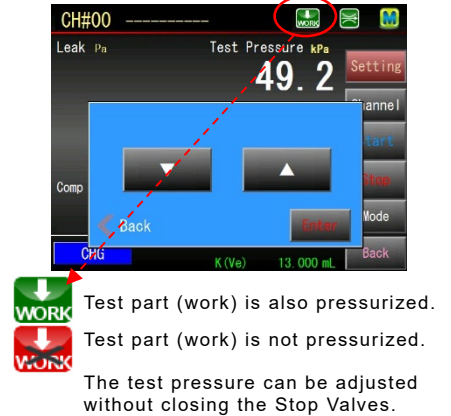 CH#00 ----------
WORK
M
Leak Pa
Test Pressure kPa
49.2
Setting
Channel
Start
Comp
Stop
Back
Enter
Mode
CHG
K(Ve) 13.000 mL
Back
WORK
Test part (work) is also pressurized.
WORK
Test part (work) is not pressurized.
The test pressure can be adjusted
without closing the Stop Valves.